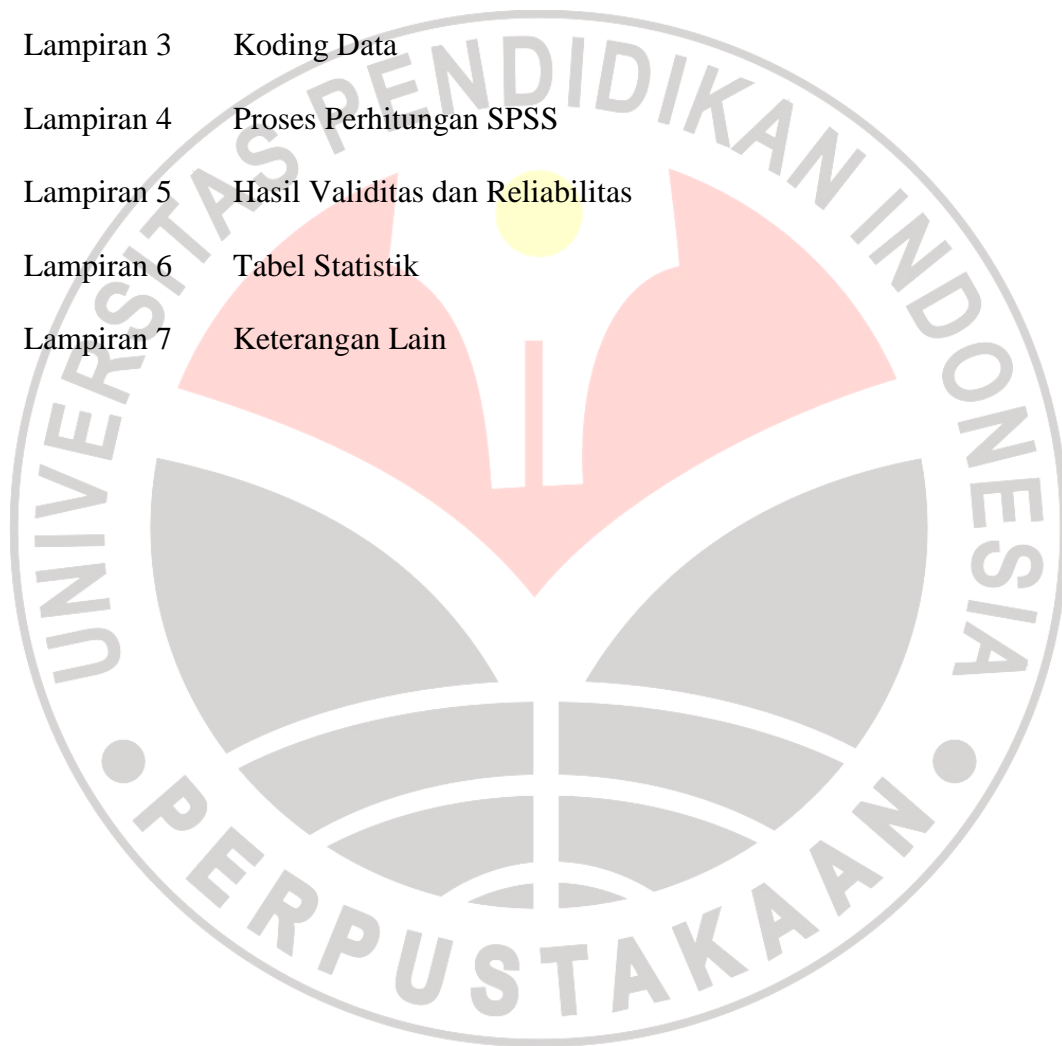 Lampiran 3 Koding Data
Lampiran 4 Proses Perhitungan SPSS
Lampiran 5 Hasil Validitas dan Reliabilitas
Lampiran 6 Tabel Statistik
Lampiran 7 Keterangan Lain
UNIVERSITAS PENDIDIKAN INDONESIA
PERPUSTAKAAN